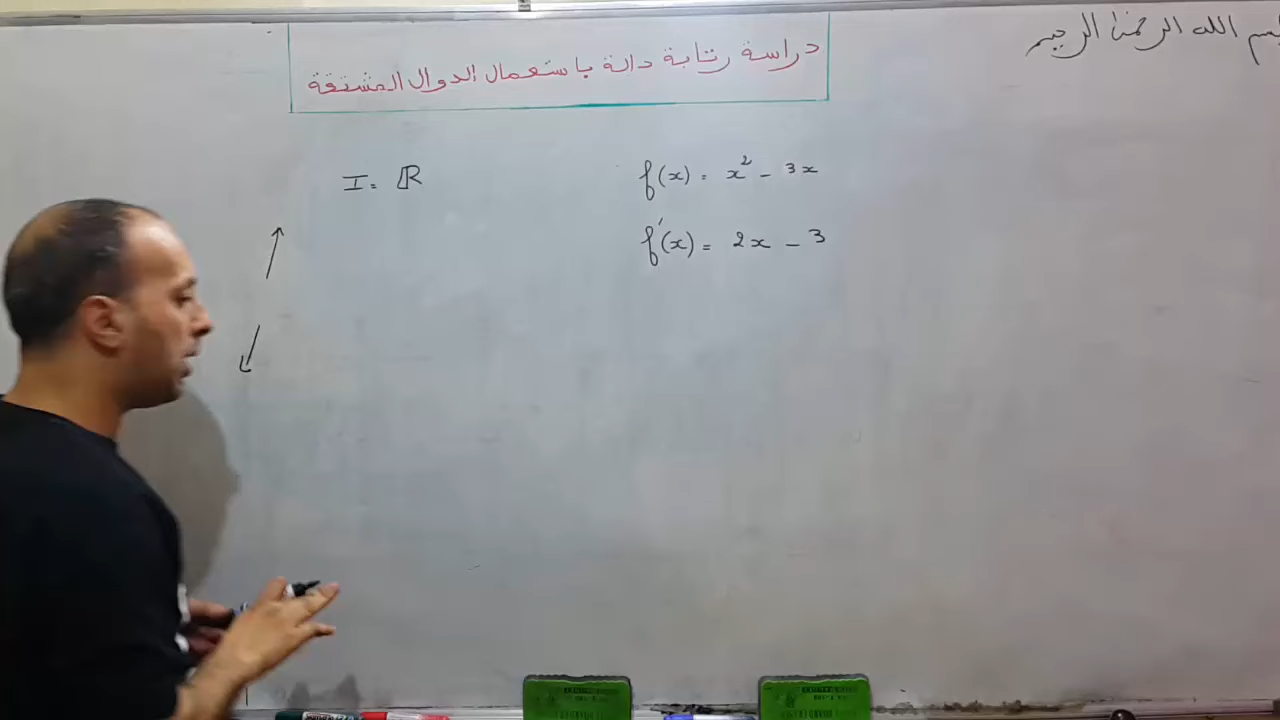 بسم الله الرحمن الرحيم
دراسة رتابة دالة باستعمال الدوال المشتقة
I = ℝ
f(x) = x² - 3x
f'(x) = 2x - 3